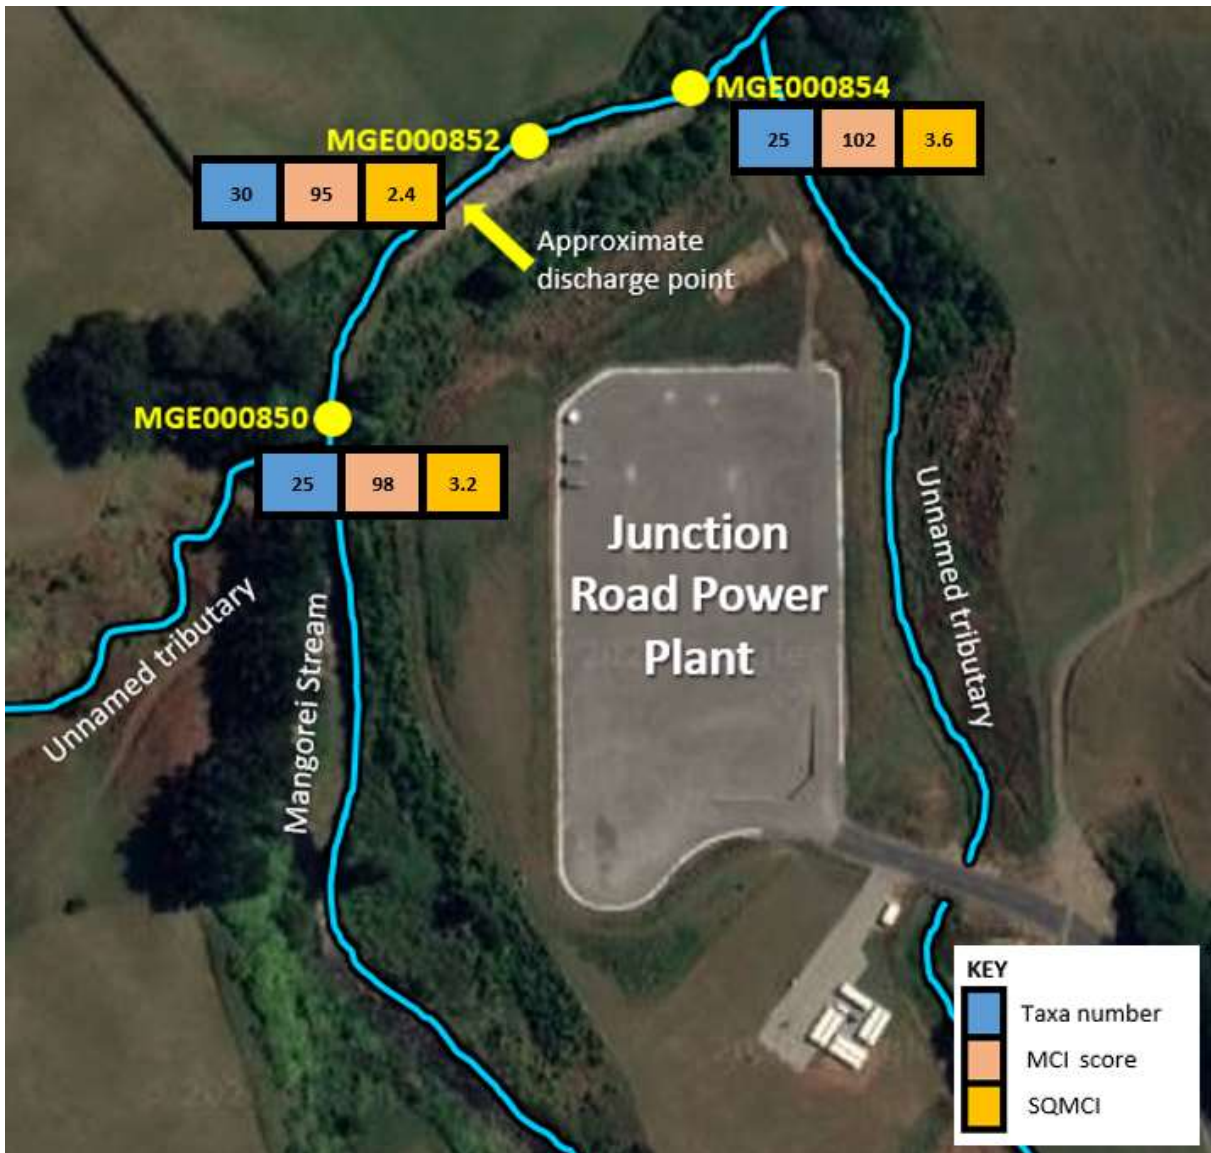 MGE000854
25 102 3.6
MGE000852
30 95 2.4
Approximate
discharge point
MGE000850
25 98 3.2
Junction
Road Power
Plant
Unnamed tributary
Mangorei Stream
Unnamed tributary
KEY
Taxa number
MCI score
SQMCI